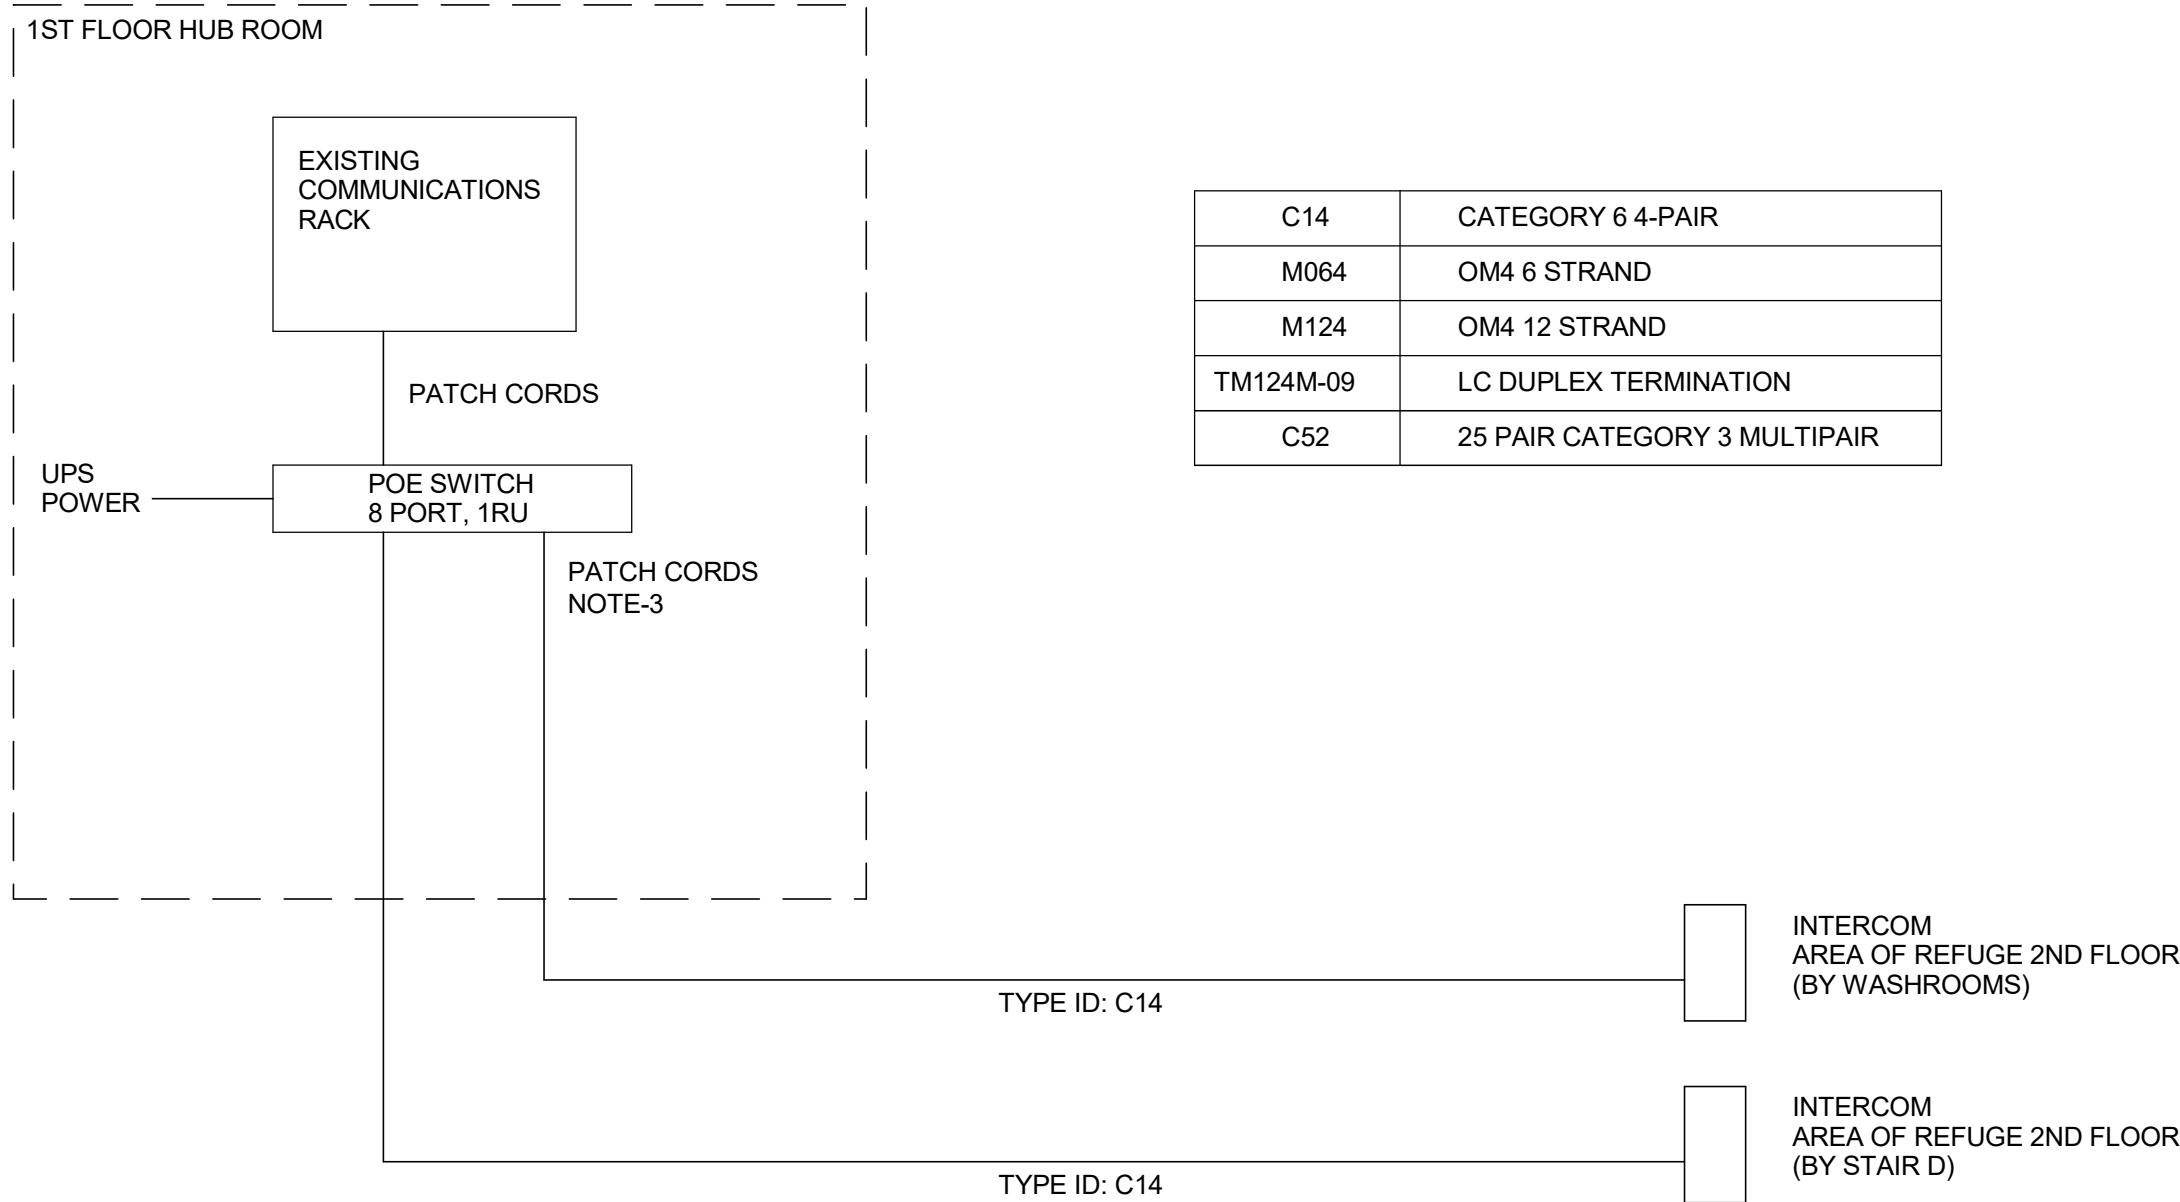 1ST FLOOR HUB ROOM
EXISTING
COMMUNICATIONS
RACK
PATCH CORDS
UPS
POWER
POE SWITCH
8 PORT, 1RU
PATCH CORDS
NOTE-3
C14 CATEGORY 6 4-PAIR
M064 OM4 6 STRAND
M124 OM4 12 STRAND
TM124M-09 LC DUPLEX TERMINATION
C52 25 PAIR CATEGORY 3 MULTIPAIR
TYPE ID: C14
INTERCOM
AREA OF REFUGE 2ND FLOOR
(BY WASHROOMS)
TYPE ID: C14
INTERCOM
AREA OF REFUGE 2ND FLOOR
(BY STAIR D)